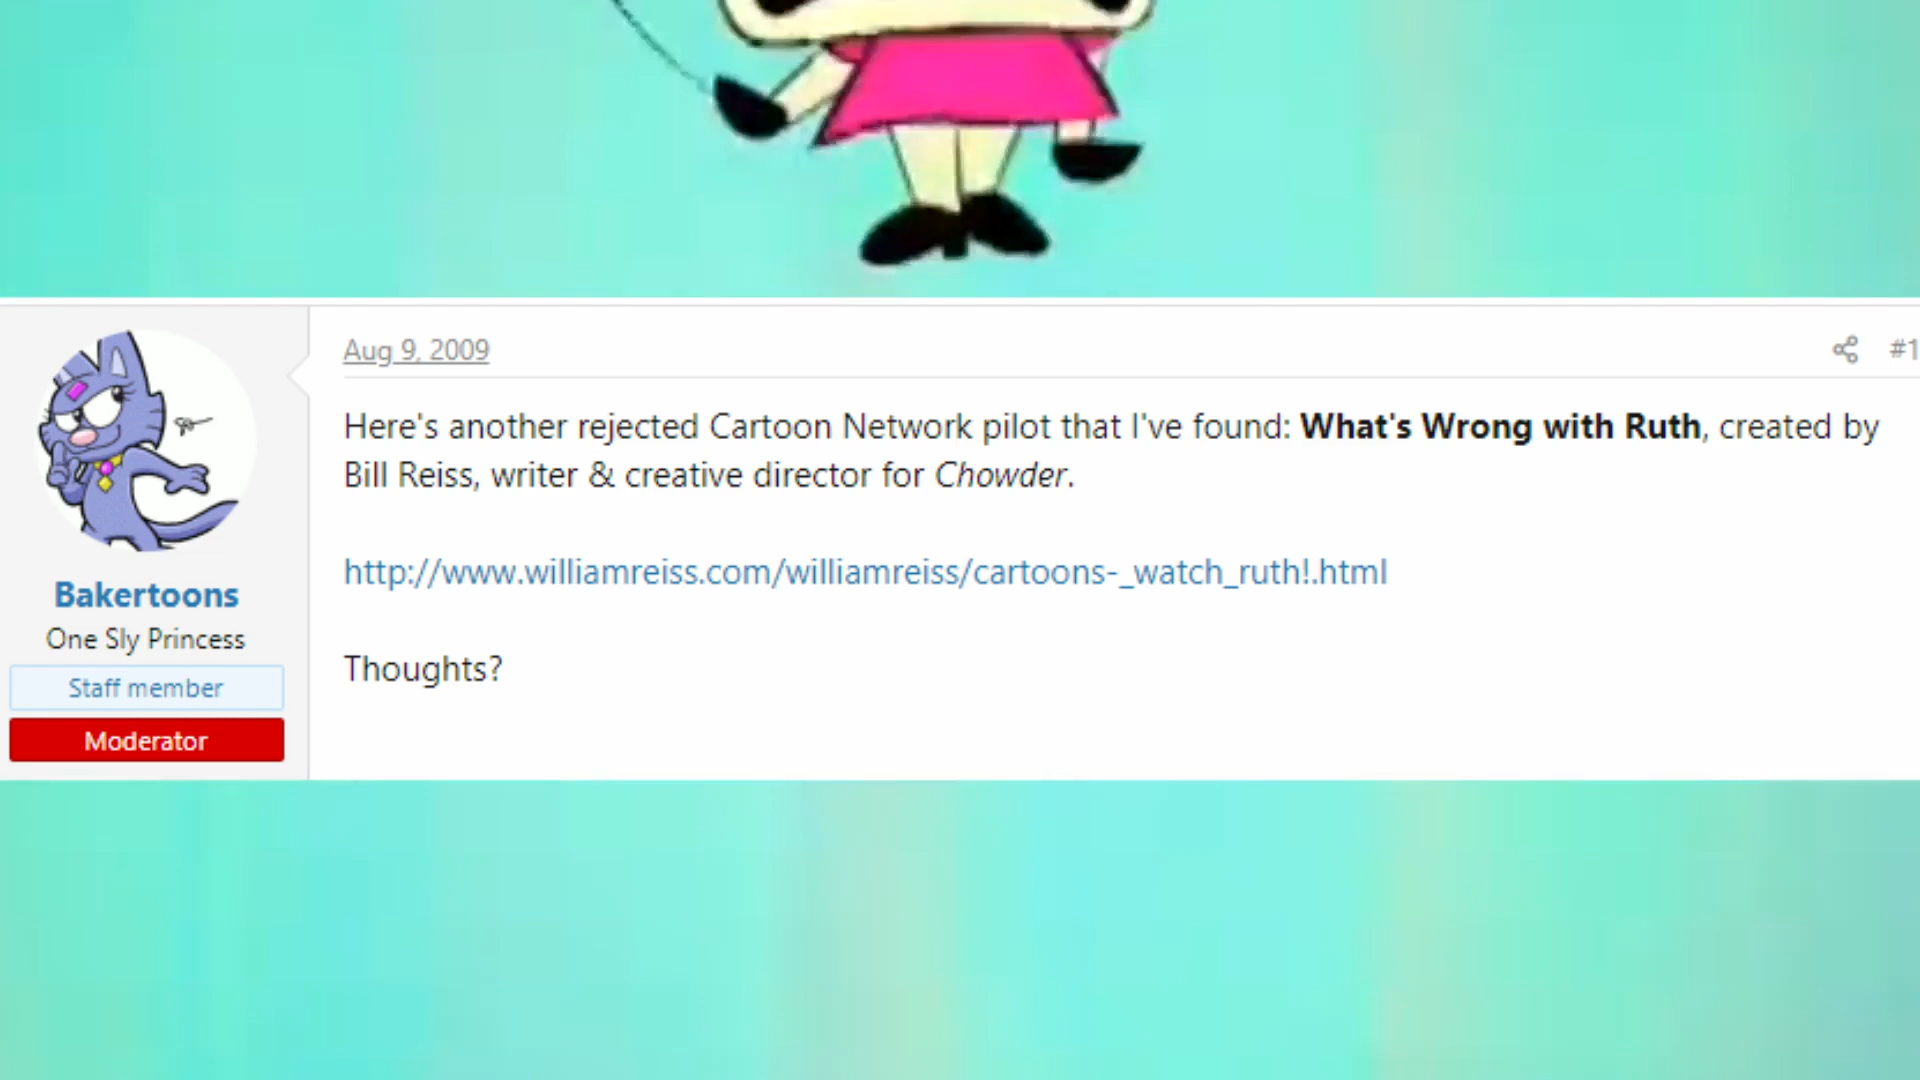 Aug 9, 2009
#1
Here's another rejected Cartoon Network pilot that I've found: What's Wrong with Ruth, created by
Bill Reiss, writer & creative director for Chowder.
http://www.williamreiss.com/williamreiss/cartoons-_watch_ruth!.html
Thoughts?
Bakertoons
One Sly Princess
Staff member
Moderator